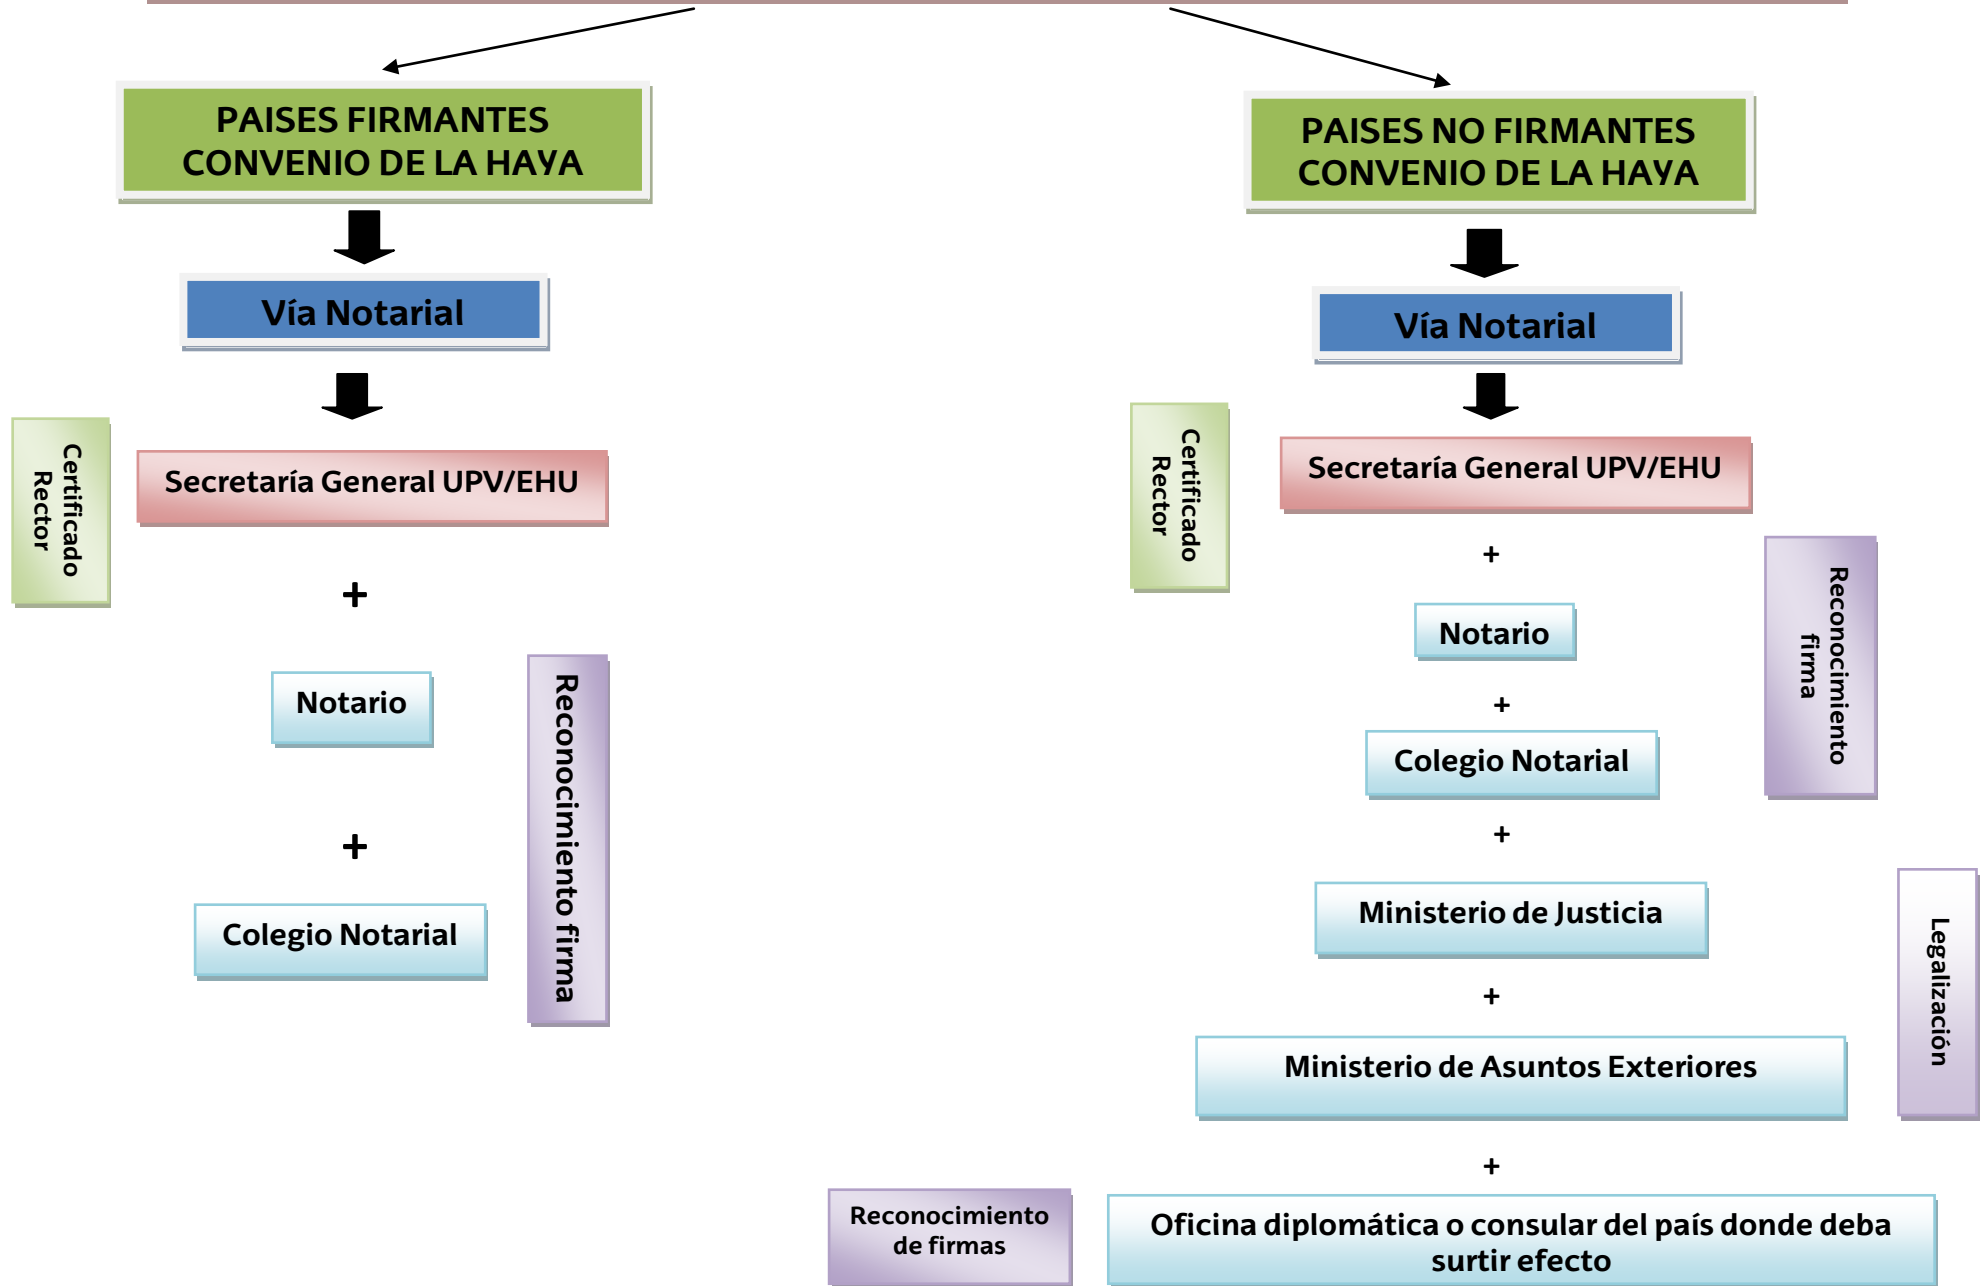 PAISES FIRMANTES
CONVENIO DE LA HAYA
Vía Notarial
Certificado
Rector
Secretaría General UPV/EHU
+
Notario
+
Colegio Notarial
Reconocimiento firma
PAISES NO FIRMANTES
CONVENIO DE LA HAYA
Vía Notarial
Certificado
Rector
Secretaría General UPV/EHU
+
Notario
+
Colegio Notarial
Reconocimiento
firma
+
Ministerio de Justicia
+
Ministerio de Asuntos Exteriores
Legalización
+
Reconocimiento
de firmas
Oficina diplomática o consular del país donde deba
surtir efecto